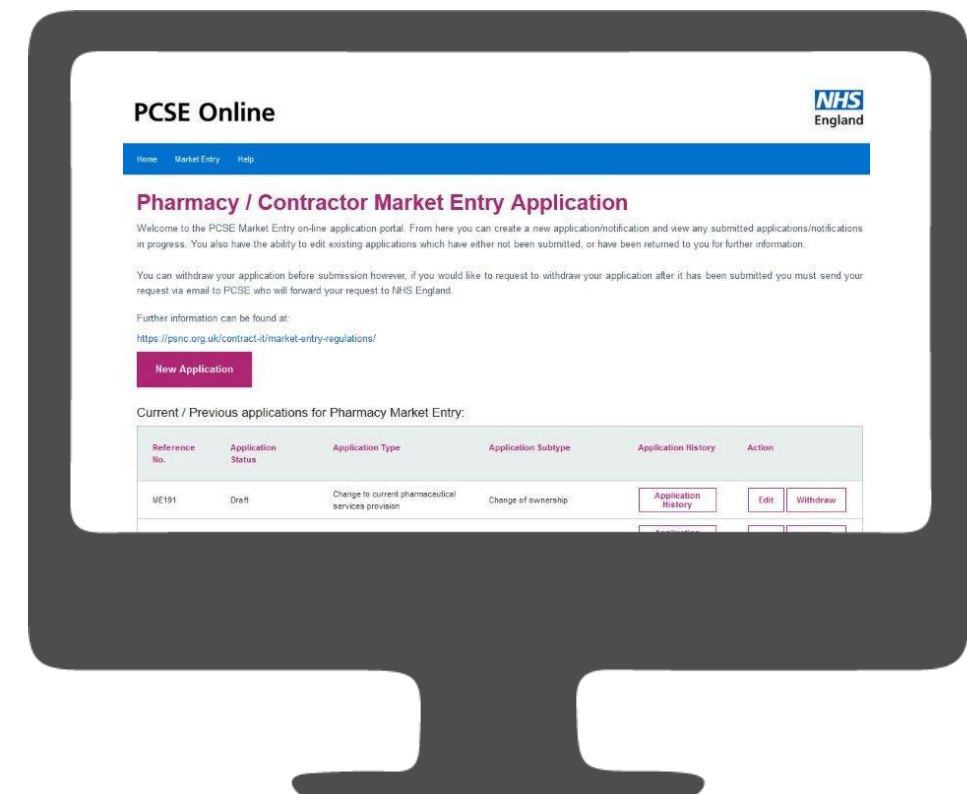 PCSE Online
NHS
England
Home Market Entry Help
Pharmacy / Contractor Market Entry Application
Welcome to the PCSE Market Entry on-line application portal. From here you can create a new application/notification and view any submitted applications/notifications
in progress. You also have the ability to edit existing applications which have either not been submitted, or have been returned to you for further information.
You can withdraw your application before submission however, if you would like to request to withdraw your application after it has been submitted you must send your
request via email to PCSE who will forward your request to NHS England.
Further information can be found at:
https://psnc.org.uk/contract-it/market-entry-regulations/
New Application
Current / Previous applications for Pharmacy Market Entry:
Reference Application Application Type Application Subtype Application History Action
No. Status
ME191 Draft Change to current pharmaceutical Change of ownership Application Edit Withdraw
services provision History